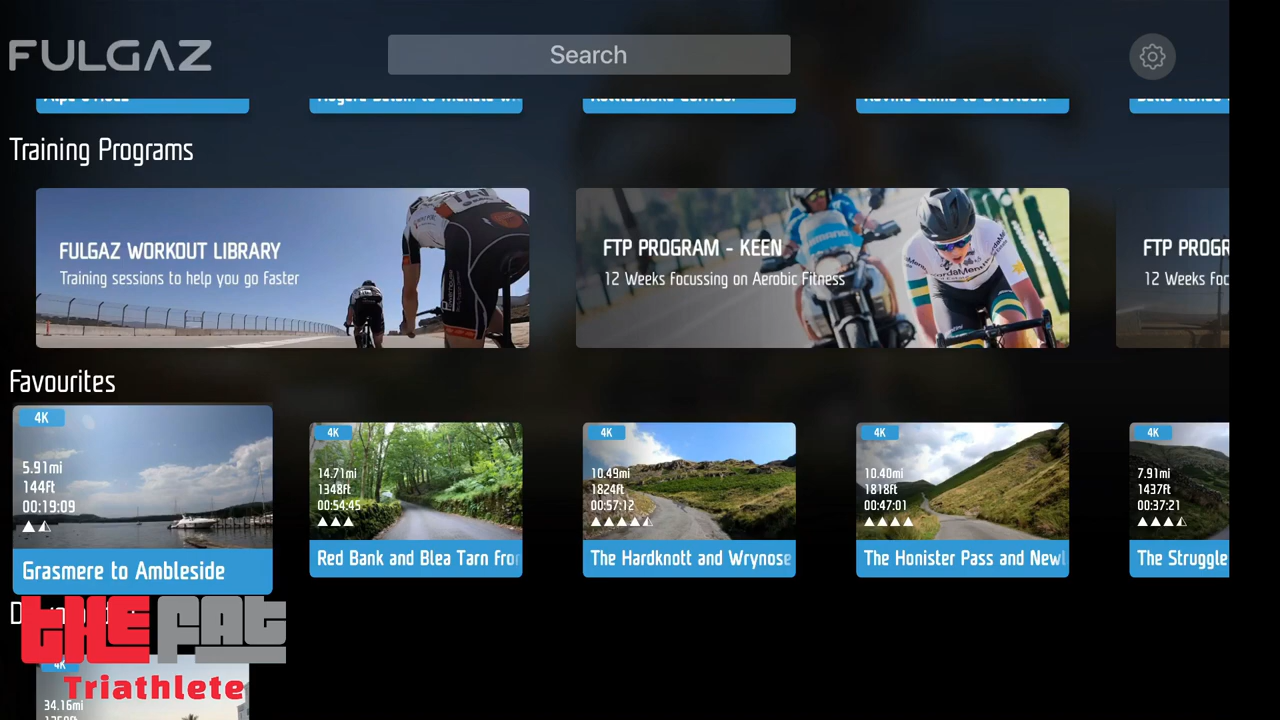 FULGAZ
Search
Training Programs
FULGAZ WORKOUT LIBRARY
Training sessions to help you go faster
FTP PROGRAM - KEEN
12 Weeks Focussing on Aerobic Fitness
FTP PROGR
12 Weeks Foc
Favourites
4K
5.91mi
144ft
00:19:09
Grasmere to Ambleside
4K
14.71mi
1348ft
00:54:45
Red Bank and Blea Tarn fro
4K
10.49mi
1824ft
00:57:12
The Hardknott and Wrynose
4K
10.40mi
1818ft
00:47:01
The Honister Pass and Newl
4K
7.91mi
1437ft
00:37:21
The Struggle
THE FAT
Triathlete
4K
34.16mi